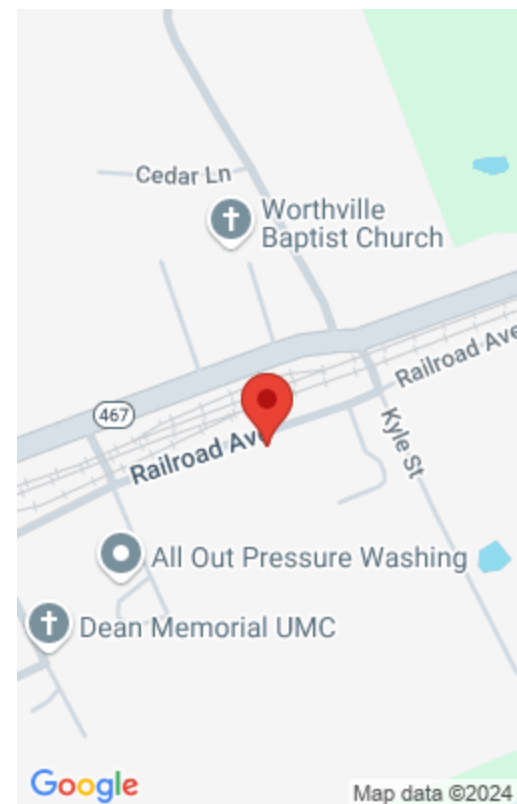 Cedar Ln
Worthville
Baptist Church
467
Railroad Ave
Railroad Ave
Kyle St
All Out Pressure Washing
Dean Memorial UMC
Google
Map data ©2024